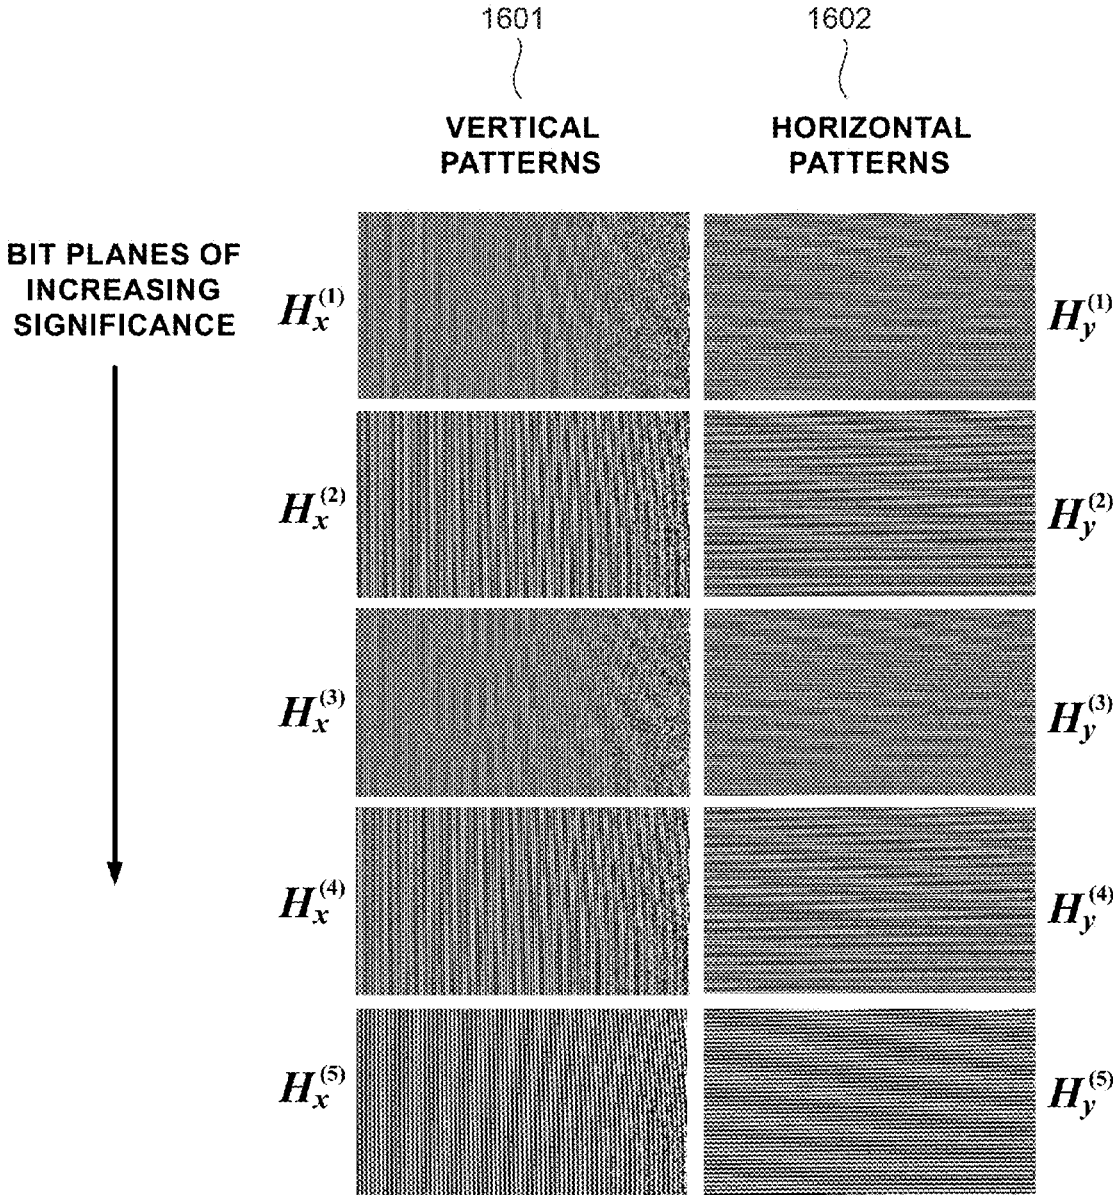 1601
1602
VERTICAL
PATTERNS
HORIZONTAL
PATTERNS
BIT PLANES OF
INCREASING
SIGNIFICANCE
H_x^(1)
H_y^(1)
H_x^(2)
H_y^(2)
H_x^(3)
H_y^(3)
H_x^(4)
H_y^(4)
H_x^(5)
H_y^(5)